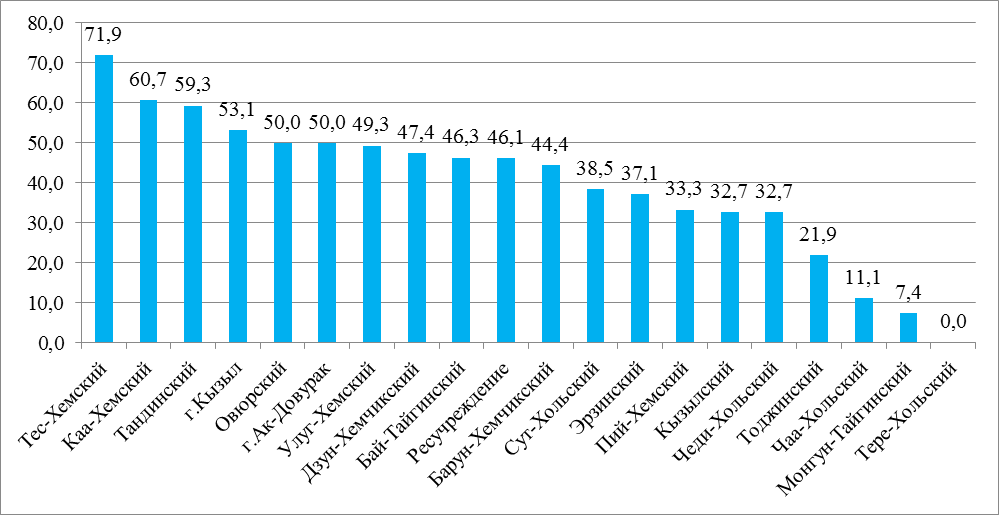 80,0
70,0
60,0
50,0
40,0
30,0
20,0
10,0
0,0
71,9
60,7
59,3
53,1
50,0
50,0
49,3
47,4
46,3
46,1
44,4
38,5
37,1
33,3
32,7
32,7
21,9
11,1
7,4
0,0
Тес-Хемский
Каа-Хемский
Тандинский
г.Кызыл
Овюрский
г.Ак-Довурак
Улуг-Хемский
Дзун-Хемчикский
Бай-Тайгинский
Ресучреждение
Барун-Хемчикский
Сут-Хольский
Эрзинский
Пий-Хемский
Кызылский
Чеди-Хольский
Тоджинский
Чаа-Хольский
Монгун-Тайгинский
Тере-Хольский